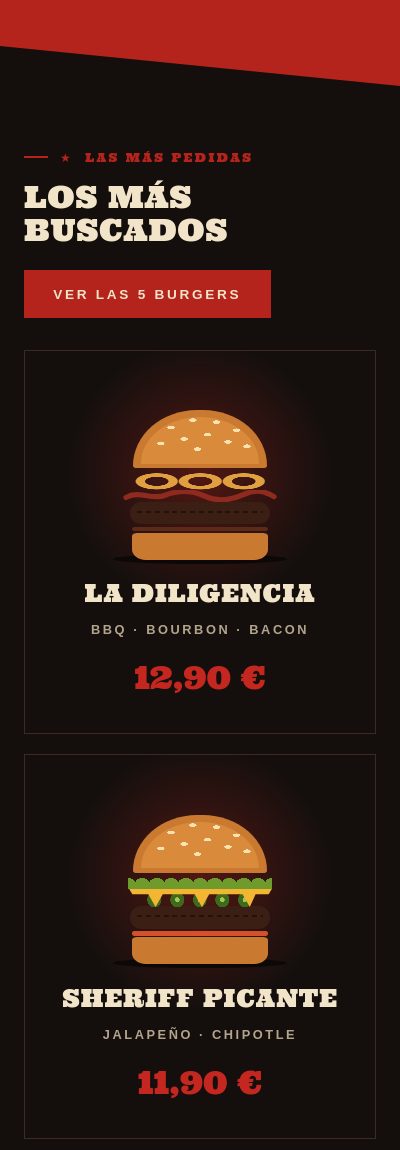 ★ LAS MÁS PEDIDAS
LOS MÁS
BUSCADOS
VER LAS 5 BURGERS
LA DILIGENCIA
BBQ · BOURBON · BACON
12,90 €
SHERIFF PICANTE
JALAPEÑO · CHIPOTLE
11,90 €